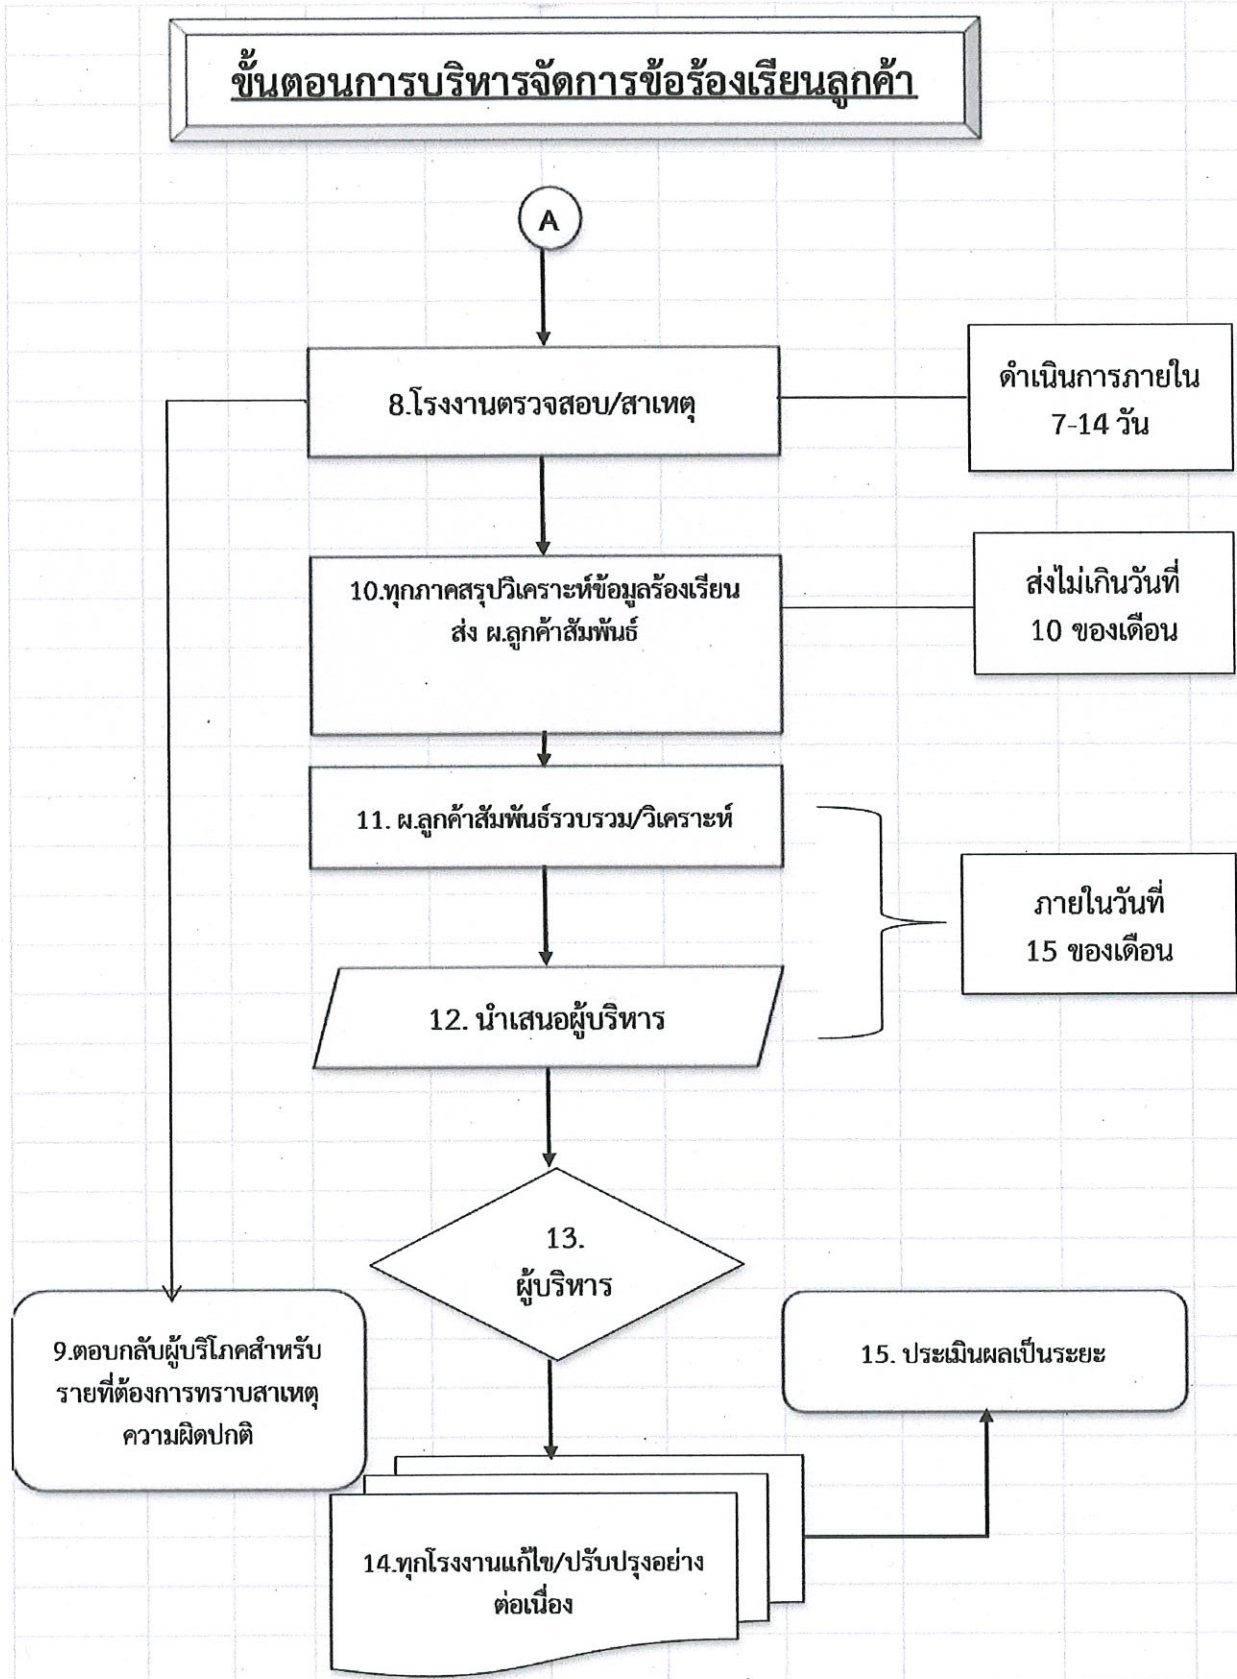 ขั้นตอนการบริหารจัดการข้อร้องเรียนลูกค้า
A
8.โรงงานตรวจสอบ/สาเหตุ
ดำเนินการภายใน
7-14 วัน
10.ทุกภาคสรุปวิเคราะห์ข้อมูลร้องเรียน
ส่ง ผ.ลูกค้าสัมพันธ์
ส่งไม่เกินวันที่
10 ของเดือน
11. ผ.ลูกค้าสัมพันธ์รวบรวม/วิเคราะห์
ภายในวันที่
15 ของเดือน
12. นำเสนอผู้บริหาร
13.
ผู้บริหาร
9.ตอบกลับผู้บริโภคสำหรับ
รายที่ต้องการทราบสาเหตุ
ความผิดปกติ
15. ประเมินผลเป็นระยะ
14.ทุกโรงงานแก้ไข/ปรับปรุงอย่าง
ต่อเนื่อง